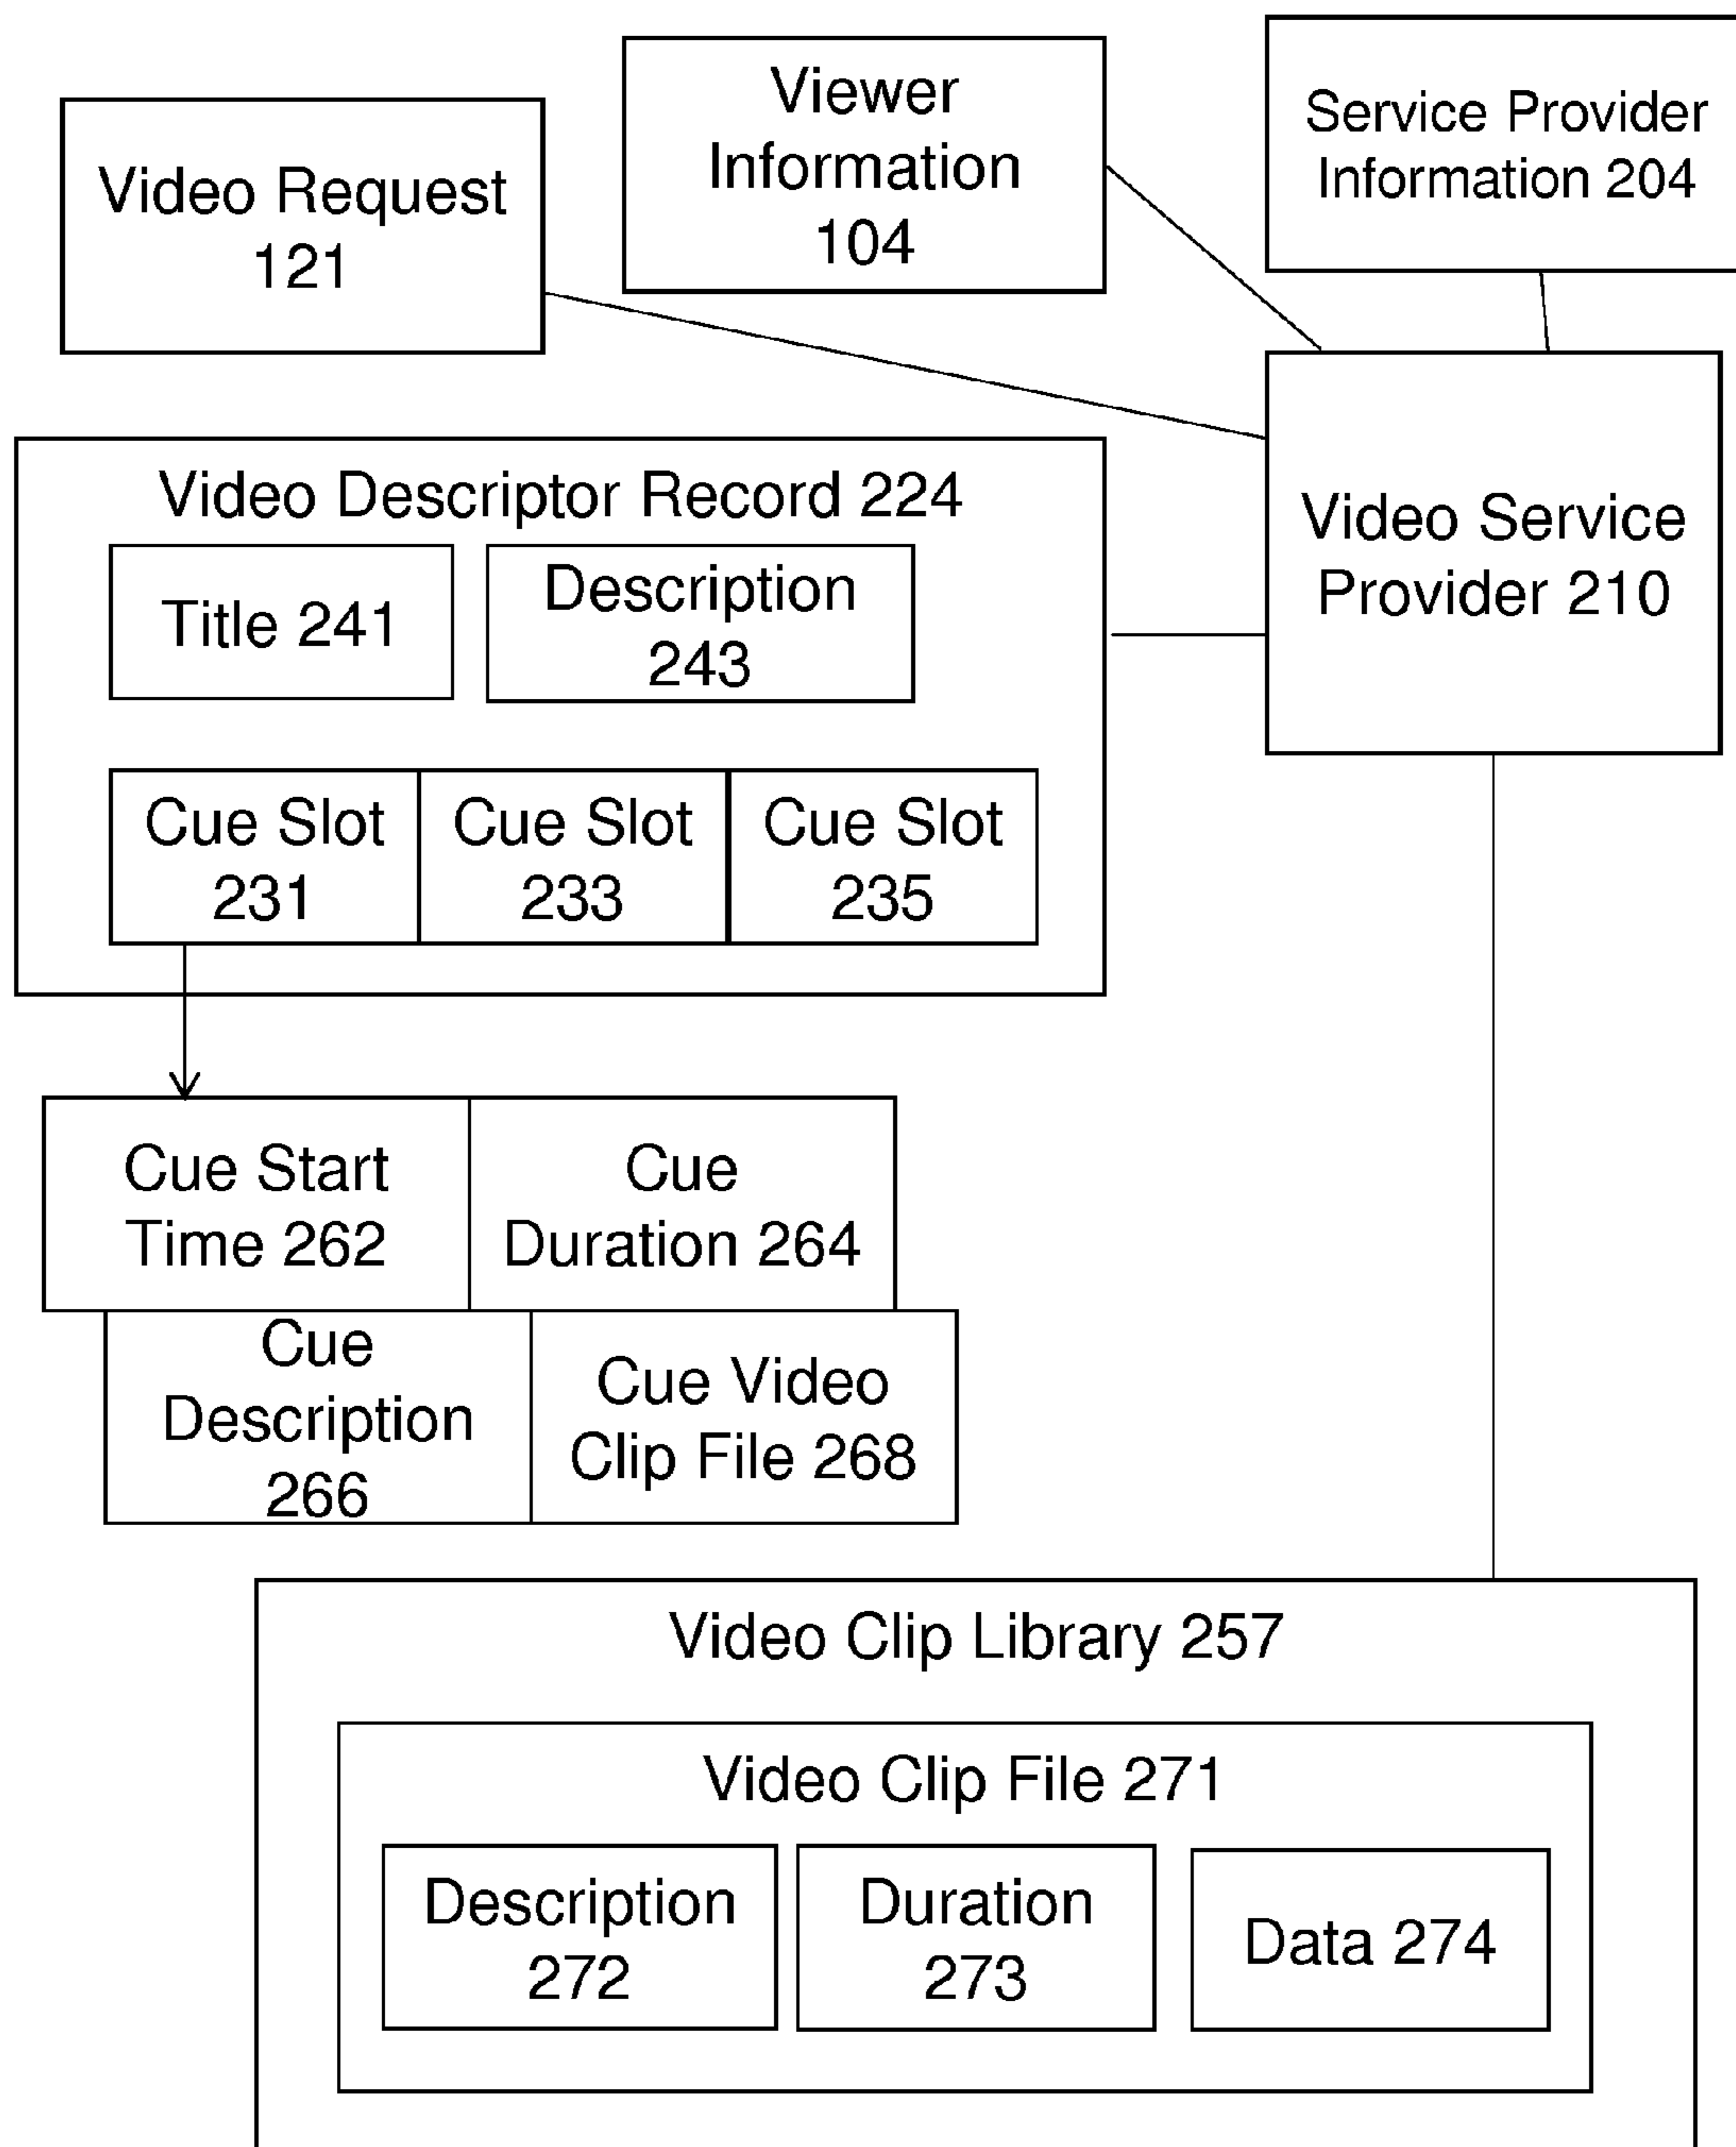 Viewer
Information
104
Service Provider
Information 204
Video Request
121
Video Descriptor Record 224
Title 241
Description
243
Video Service
Provider 210
Cue Slot
231
Cue Slot
233
Cue Slot
235
Cue Start
Time 262
Cue
Duration 264
Cue
Description
266
Cue Video
Clip File 268
Video Clip Library 257
Video Clip File 271
Description
272
Duration
273
Data 274